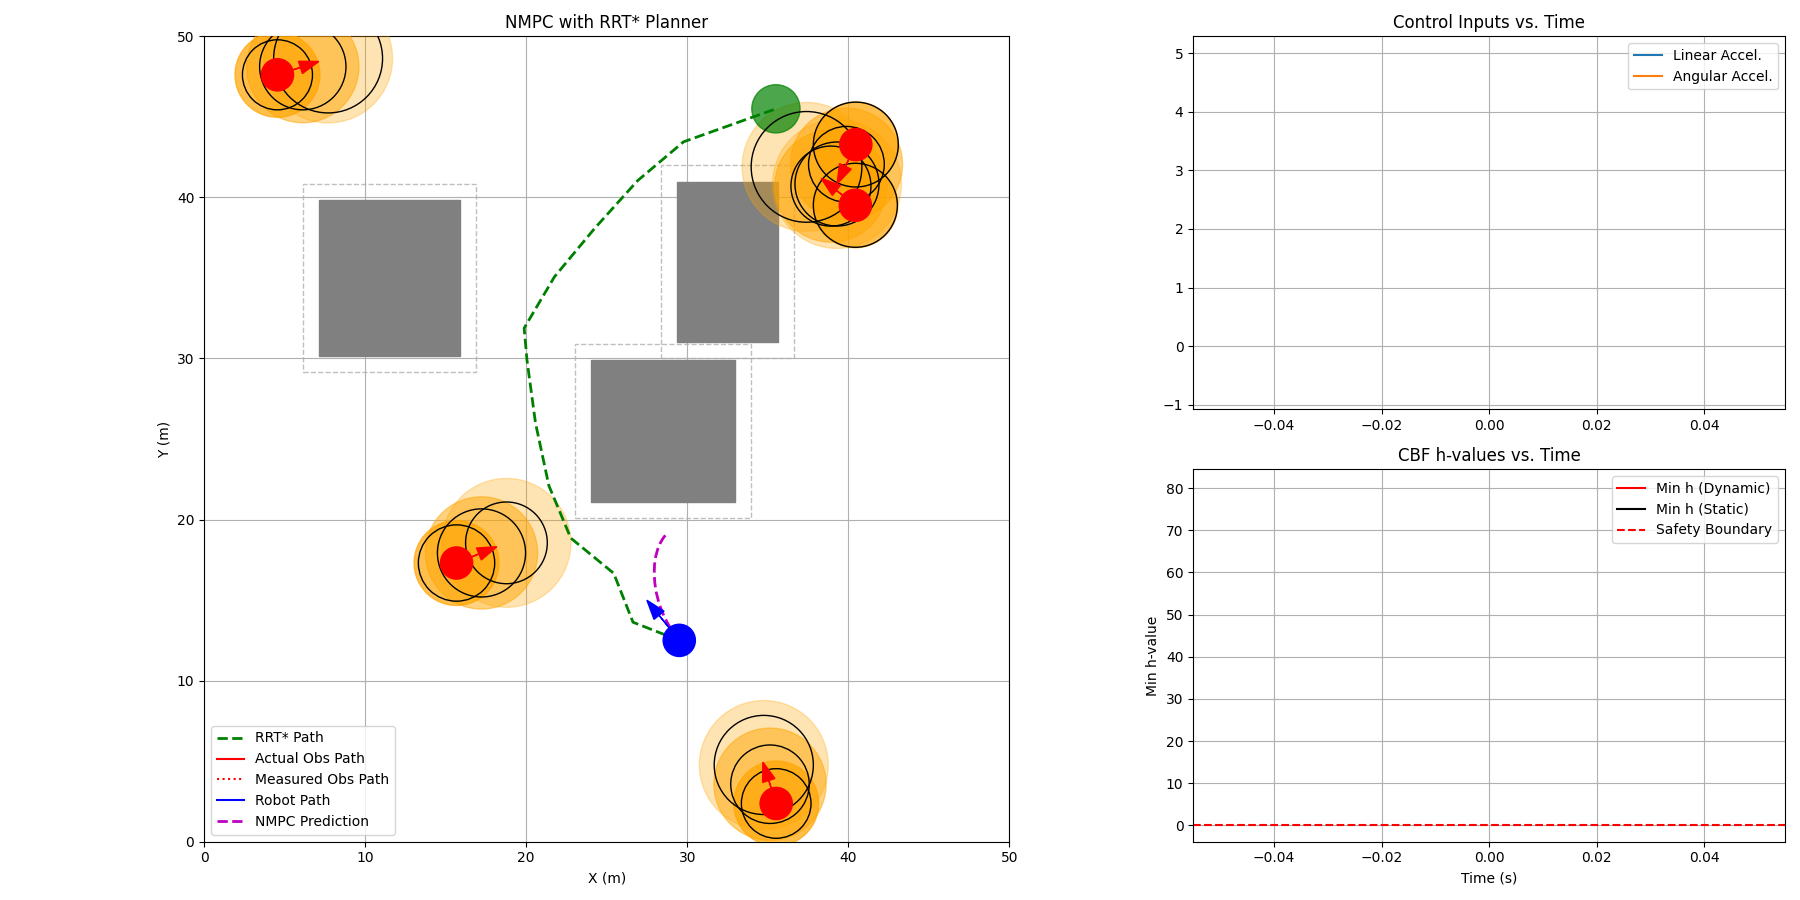 NMPC with RRT* Planner
50
40
30
20
10
0
Y (m)
0 10 20 30 40 50
X (m)
RRT* Path
Actual Obs Path
Measured Obs Path
Robot Path
NMPC Prediction
Control Inputs vs. Time
5
4
3
2
1
0
−1
−0.04 −0.02 0.00 0.02 0.04
Linear Accel.
Angular Accel.
CBF h-values vs. Time
80
70
60
50
40
30
20
10
0
Min h-value
−0.04 −0.02 0.00 0.02 0.04
Time (s)
Min h (Dynamic)
Min h (Static)
Safety Boundary